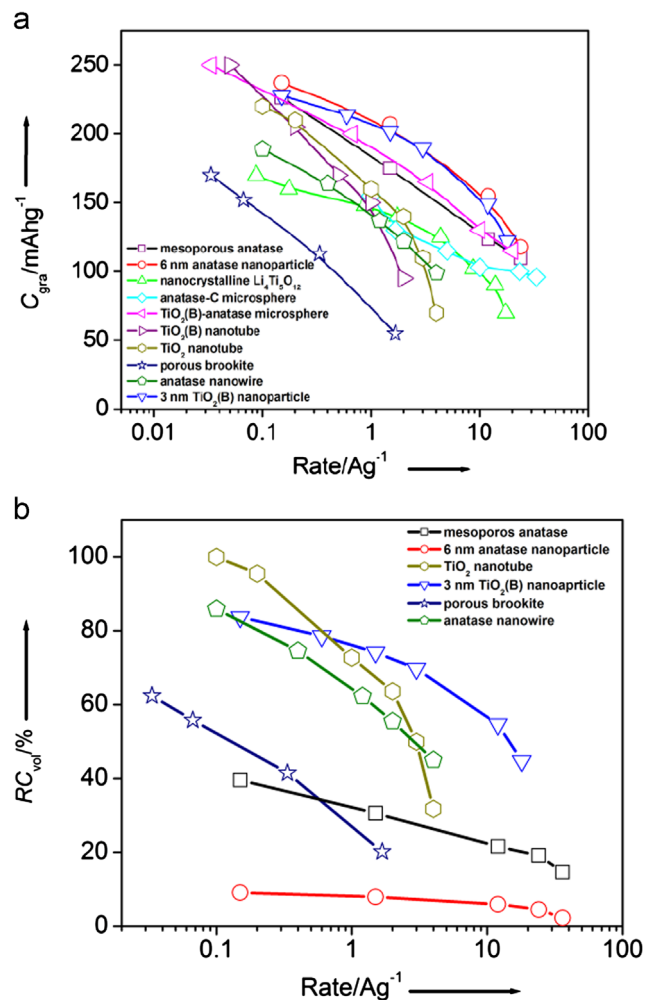 a
250
200
150
100
50
0
C_gra/mAhg⁻¹
mesoporous anatase
6 nm anatase nanoparticle
nanocrystalline Li₄Ti₅O₁₂
anatase-C microsphere
TiO₂(B)-anatase microsphere
TiO₂(B) nanotube
TiO₂ nanotube
porous brookite
anatase nanowire
3 nm TiO₂(B) nanoparticle
0.01 0.1 1 10 100
Rate/Ag⁻¹
b
100
80
60
40
20
0
RC_vol/%
mesoporos anatase
6 nm anatase nanoparticle
TiO₂ nanotube
3 nm TiO₂(B) nanoaprticle
porous brookite
anatase nanowire
0.1 1 10 100
Rate/Ag⁻¹